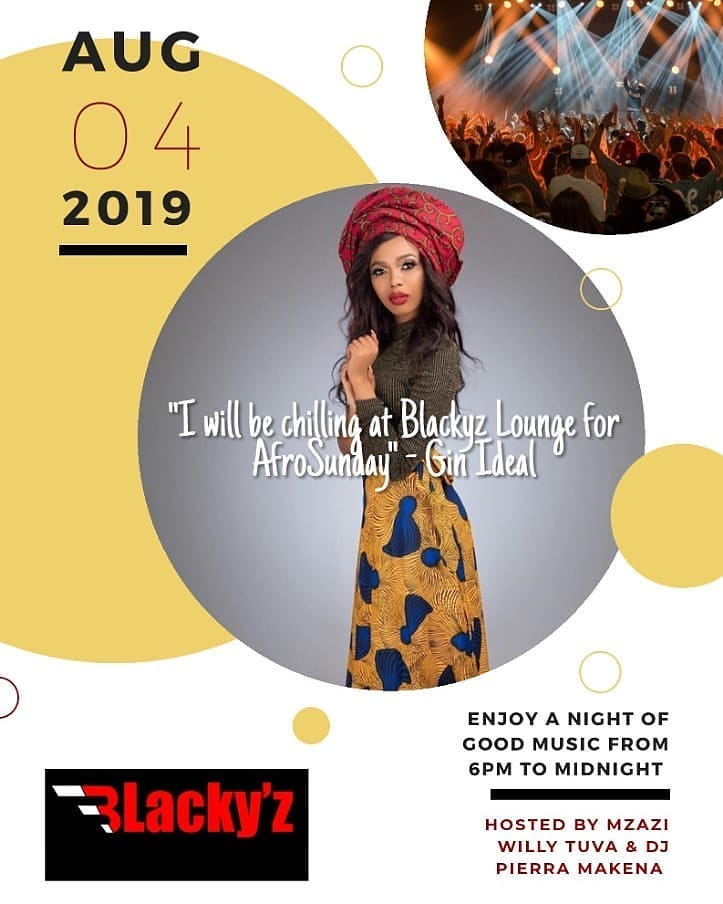 AUG
04
2019
"I will be chilling at Blackyz Lounge for
AfroSunday" - Gin Ideal
ENJOY A NIGHT OF
GOOD MUSIC FROM
6PM TO MIDNIGHT
BLacky'z
HOSTED BY MZAZI
WILLY TUVA & DJ
PIERRA MAKENA